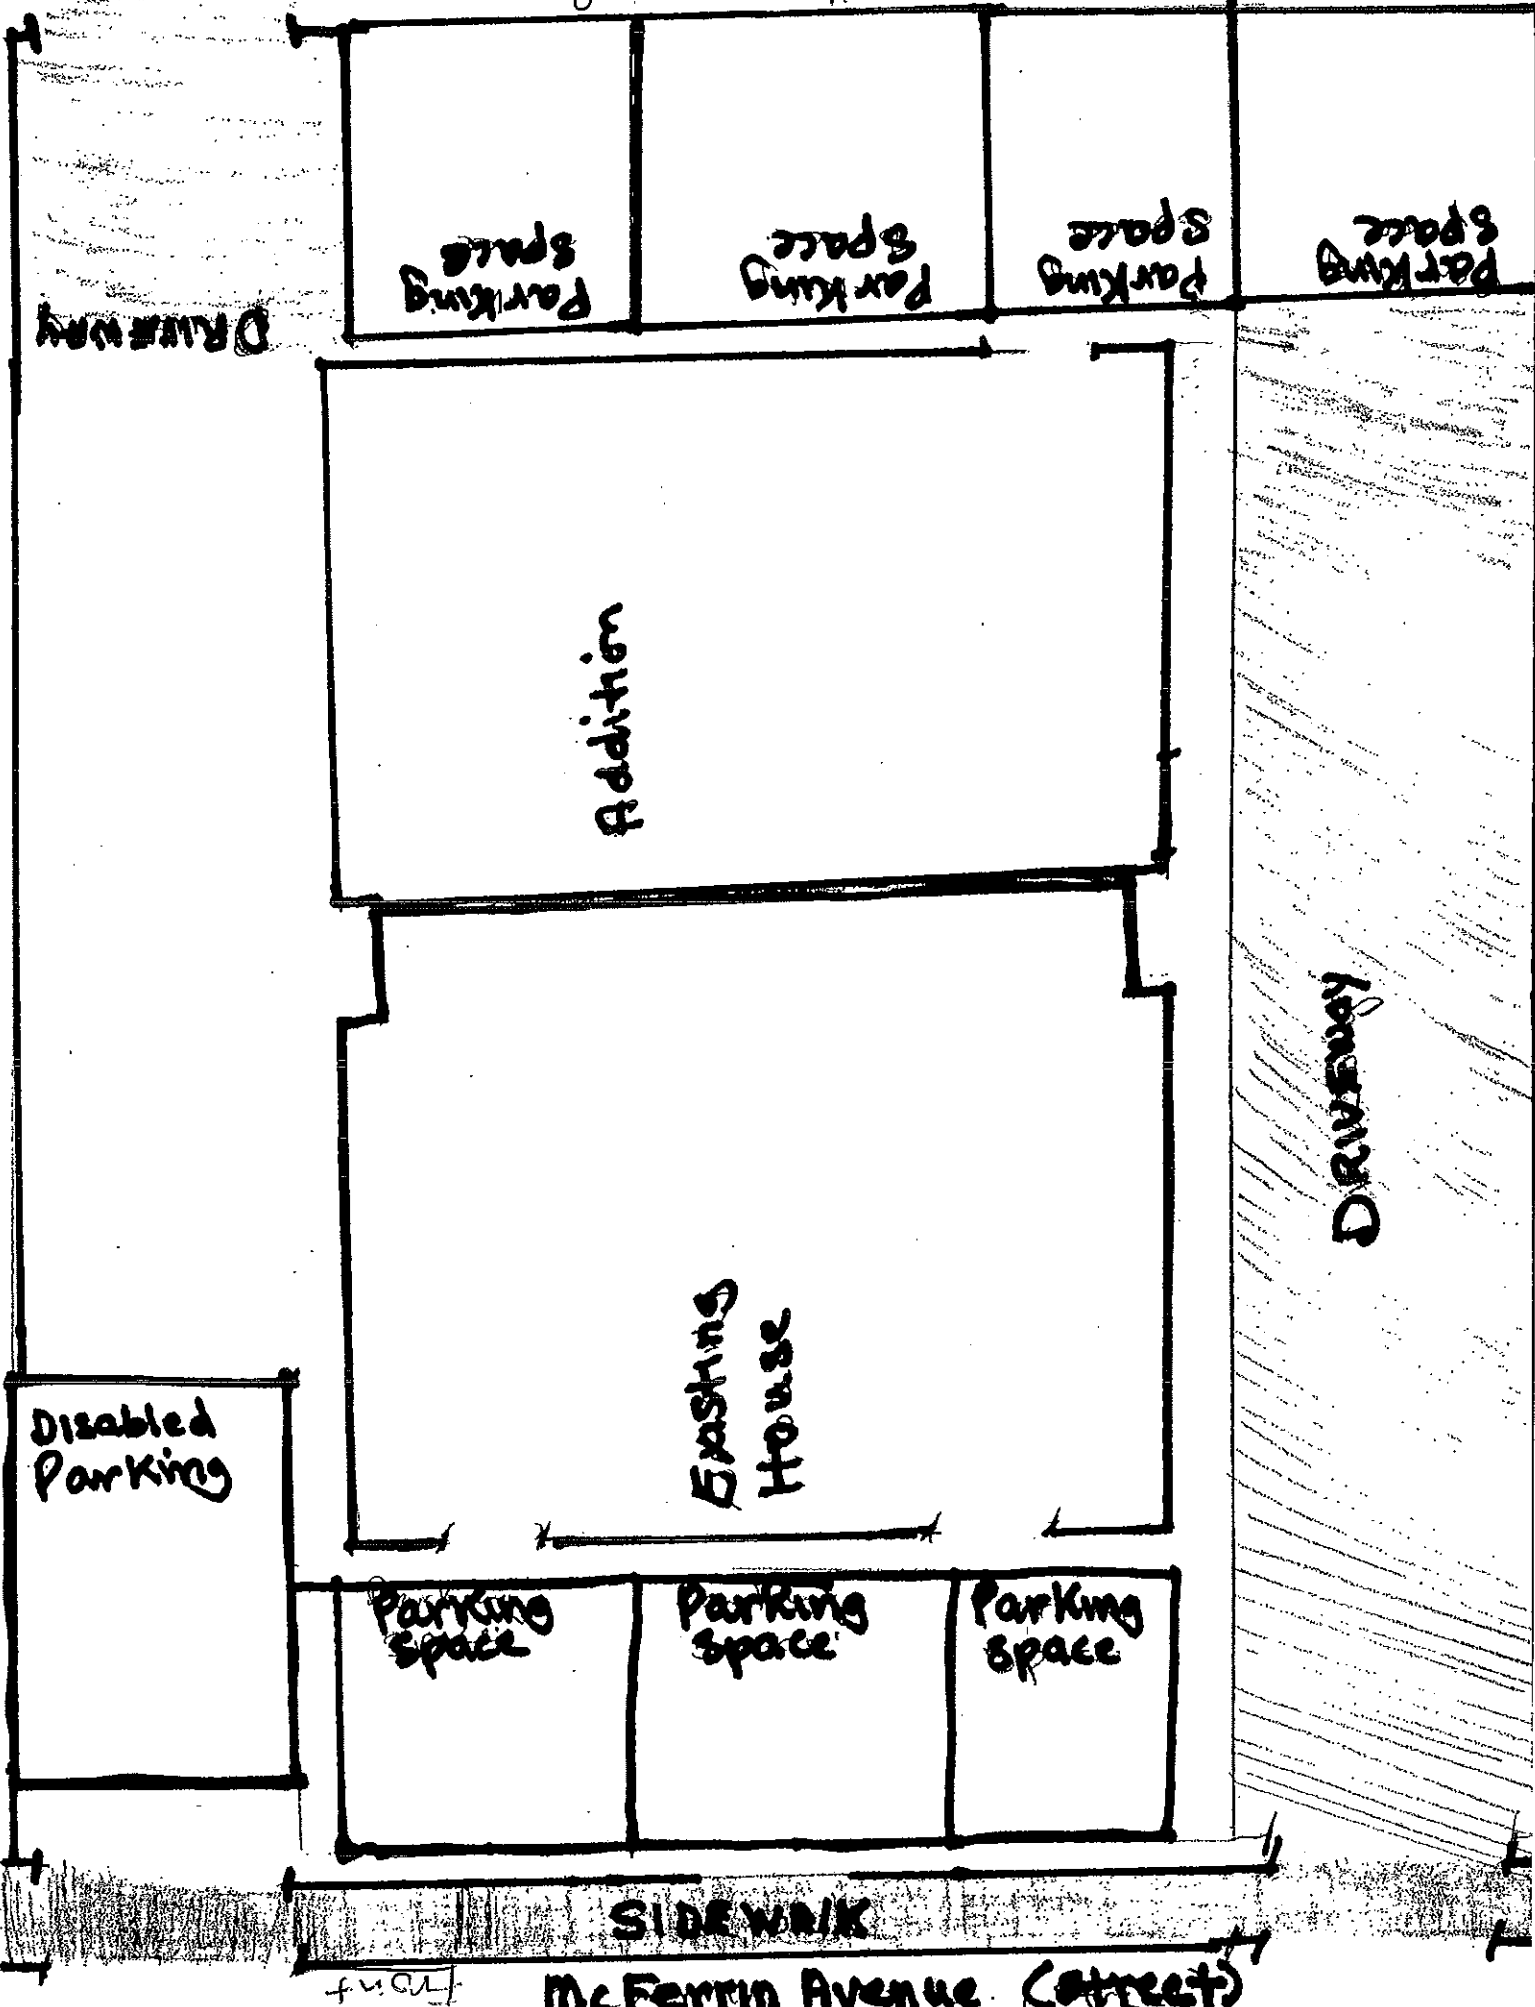 Parking
Space
Parking
Space
Parking
Space
Parking
Space
DRIVEWAY
Addition
DRIVEWAY
Existing
House
Disabled
Parking
Parking
Space
Parking
Space
Parking
Space
SIDEWALK
Front
McFerrin Avenue (Street)